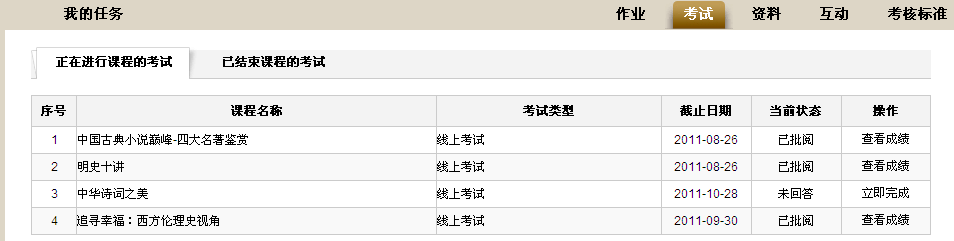 我的任务 作业 考试 资料 互动 考核标准
正在进行课程的考试 已结束课程的考试
序号 课程名称 考试类型 截止日期 当前状态 操作
1 中国古典小说巅峰-四大名著鉴赏 线上考试 2011-08-26 已批阅 查看成绩
2 明史十讲 线上考试 2011-08-26 已批阅 查看成绩
3 中华诗词之美 线上考试 2011-10-28 未回答 立即完成
4 追寻幸福：西方伦理史视角 线上考试 2011-09-30 已批阅 查看成绩